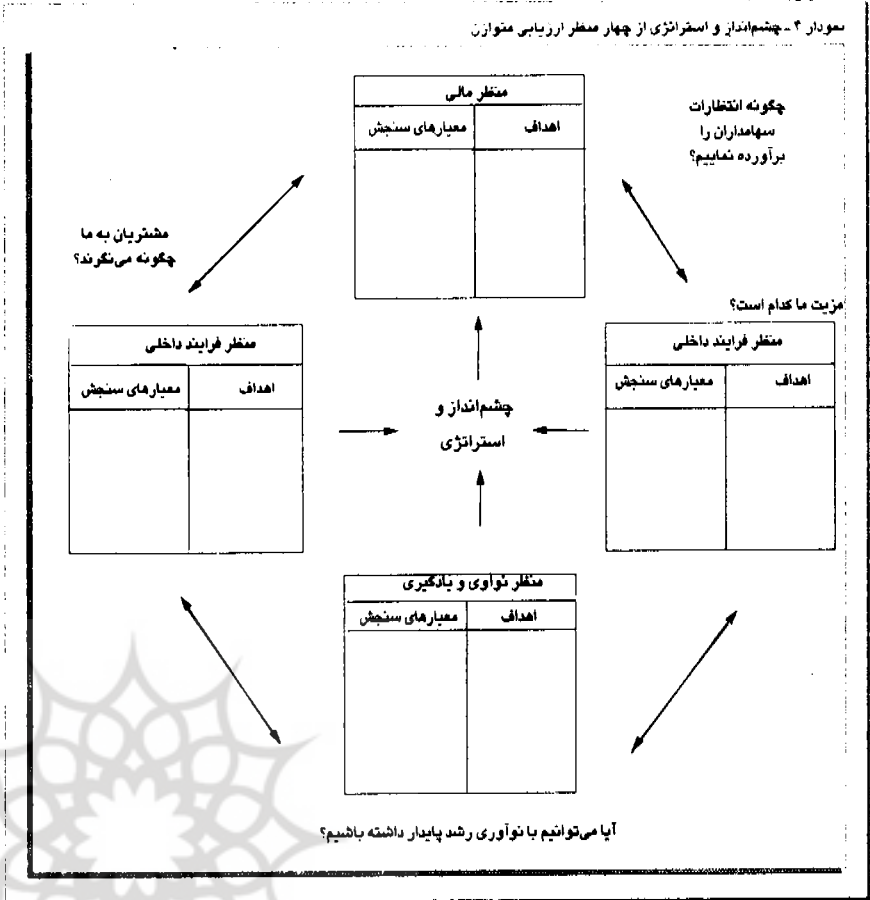 نمودار ۴ ـ چشم‌انداز و استراتژی از چهار منظر ارزیابی متوازن
منظر مالی
اهداف
معیارهای سنجش
چگونه انتظارات
سهامداران را
برآورده نماییم؟
مشتریان به ما
چگونه می‌نگرند؟
مزیت ما کدام است؟
منظر فرایند داخلی
اهداف
معیارهای سنجش
چشم‌انداز و
استراتژی
منظر فرایند داخلی
اهداف
معیارهای سنجش
منظر نواوی و یادگیری
اهداف
معیارهای سنجش
آیا می‌توانیم با نوآوری رشد پایدار داشته باشیم؟